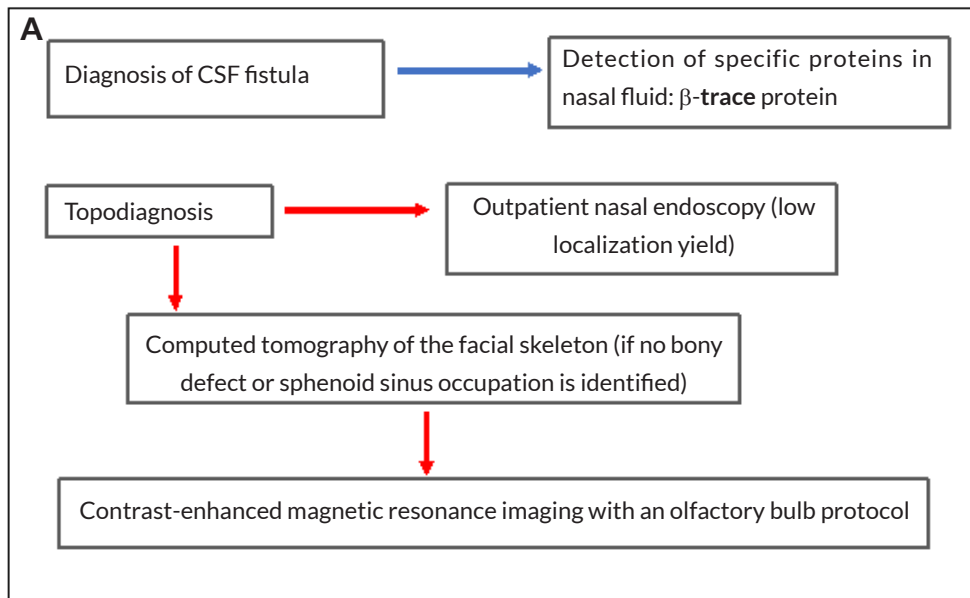 A
Diagnosis of CSF fistula
Detection of specific proteins in
nasal fluid: β-trace protein
Topodiagnosis
Outpatient nasal endoscopy (low
localization yield)
Computed tomography of the facial skeleton (if no bony
defect or sphenoid sinus occupation is identified)
Contrast-enhanced magnetic resonance imaging with an olfactory bulb protocol